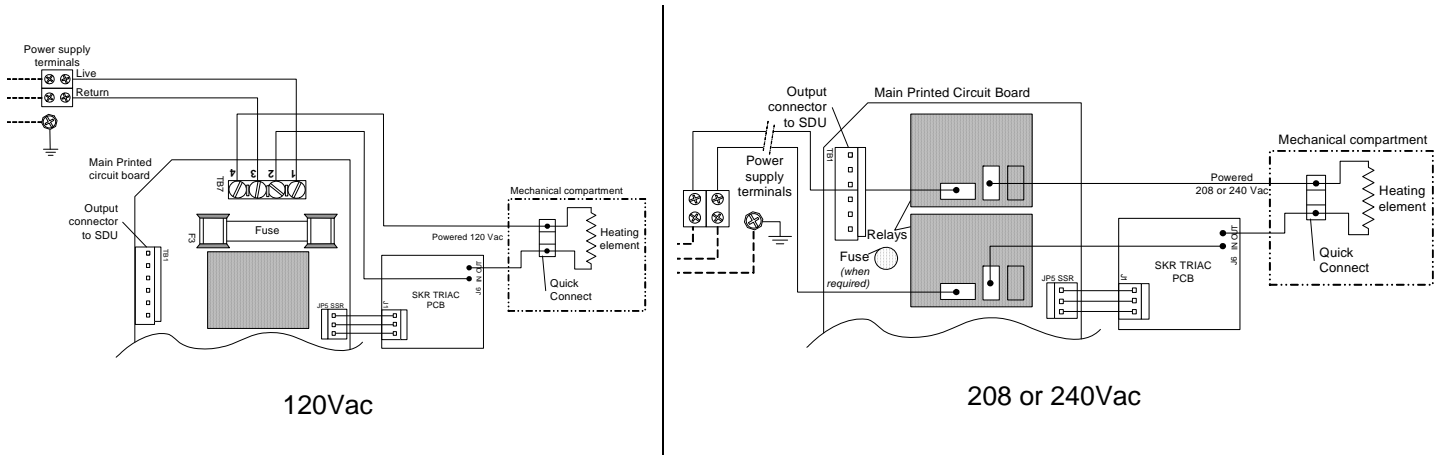 Power supply
terminals
Live
Return
Main Printed
circuit board
TB7
4
3
2
1
Output
connector
to SDU
F3
Fuse
TB1
Mechanical compartment
Powered 120 Vac
Heating
element
Quick
Connect
OUT
IN
J6
SKR TRIAC
PCB
JP5 SSR
J1
120Vac
Output
connector
to SDU
Main Printed Circuit Board
TB1
Power
supply
terminals
Relays
Fuse
(when
required)
Mechanical compartment
Powered
208 or 240 Vac
Heating
element
Quick
Connect
IN OUT
J6
SKR TRIAC
PCB
JP5 SSR
J1
208 or 240Vac